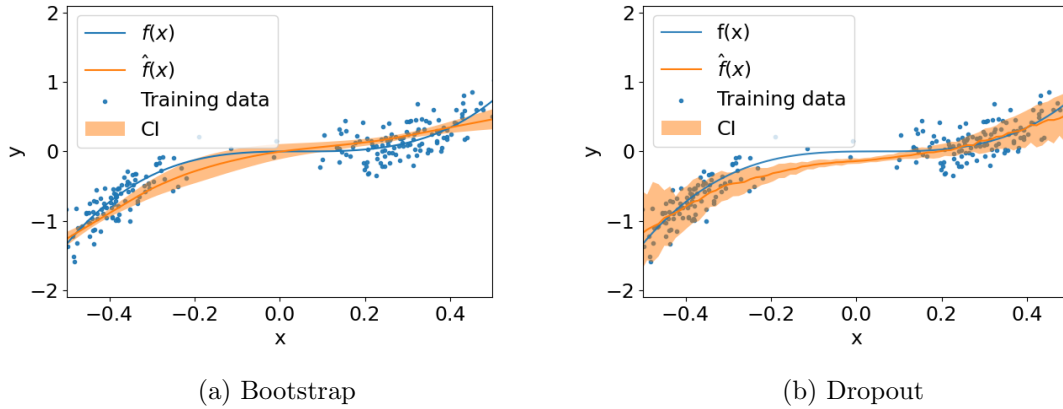 2
1
0
−1
−2
y
f(x)
f̂(x)
Training data
CI
−0.4 −0.2 0.0 0.2 0.4
x
(a) Bootstrap
2
1
0
−1
−2
y
f(x)
f̂(x)
Training data
CI
−0.4 −0.2 0.0 0.2 0.4
x
(b) Dropout